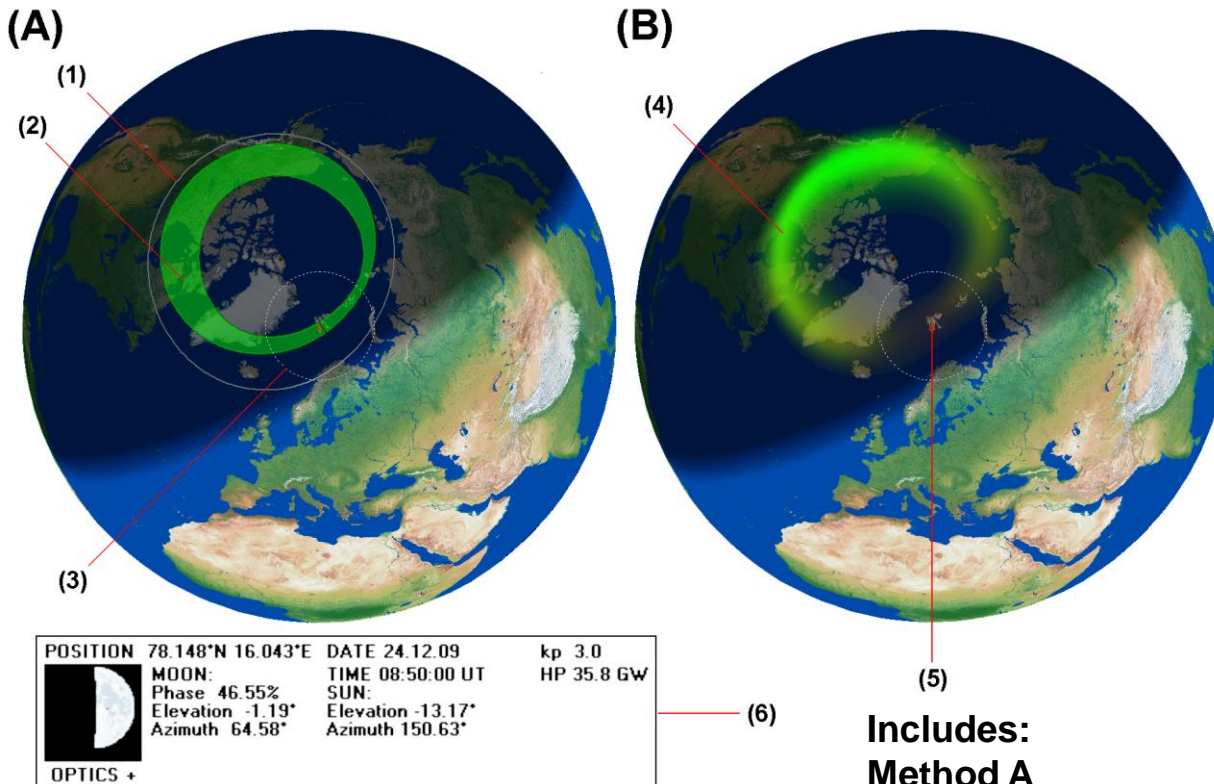 (A)
(B)
(1)
(2)
(3)
(4)
(5)
POSITION 78.148°N 16.043°E DATE 24.12.09 kp 3.0
MOON: TIME 08:50:00 UT HP 35.8 GW
Phase 46.55% SUN:
Elevation -1.19° Elevation -13.17°
Azimuth 64.58° Azimuth 150.63°
OPTICS +
(6)
Includes:
Method A